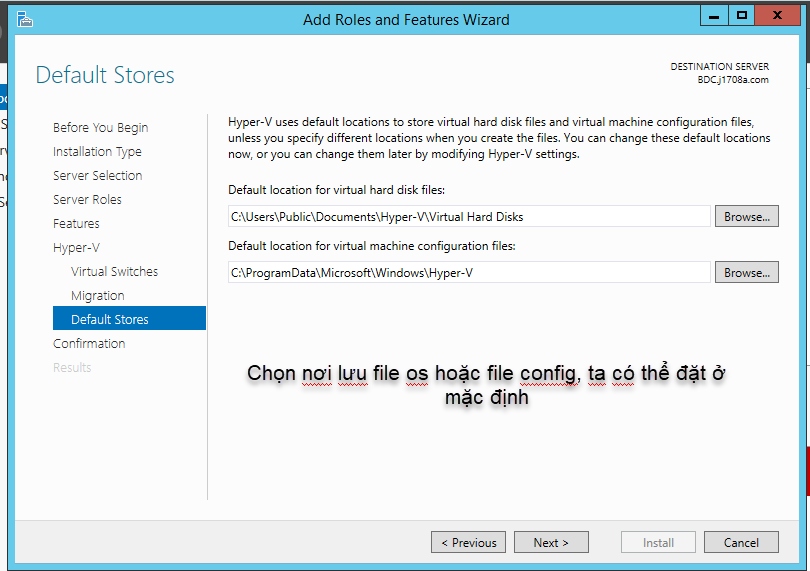 Add Roles and Features Wizard
Default Stores
DESTINATION SERVER
BDC.j1708a.com
Before You Begin
Installation Type
Server Selection
Server Roles
Features
Hyper-V
Virtual Switches
Migration
Default Stores
Confirmation
Results
Hyper-V uses default locations to store virtual hard disk files and virtual machine configuration files,
unless you specify different locations when you create the files. You can change these default locations
now, or you can change them later by modifying Hyper-V settings.
Default location for virtual hard disk files:
C:\Users\Public\Documents\Hyper-V\Virtual Hard Disks
Browse...
Default location for virtual machine configuration files:
C:\ProgramData\Microsoft\Windows\Hyper-V
Browse...
Chọn nơi lưu file os hoặc file config, ta có thể đặt ở
mặc định
< Previous
Next >
Install
Cancel